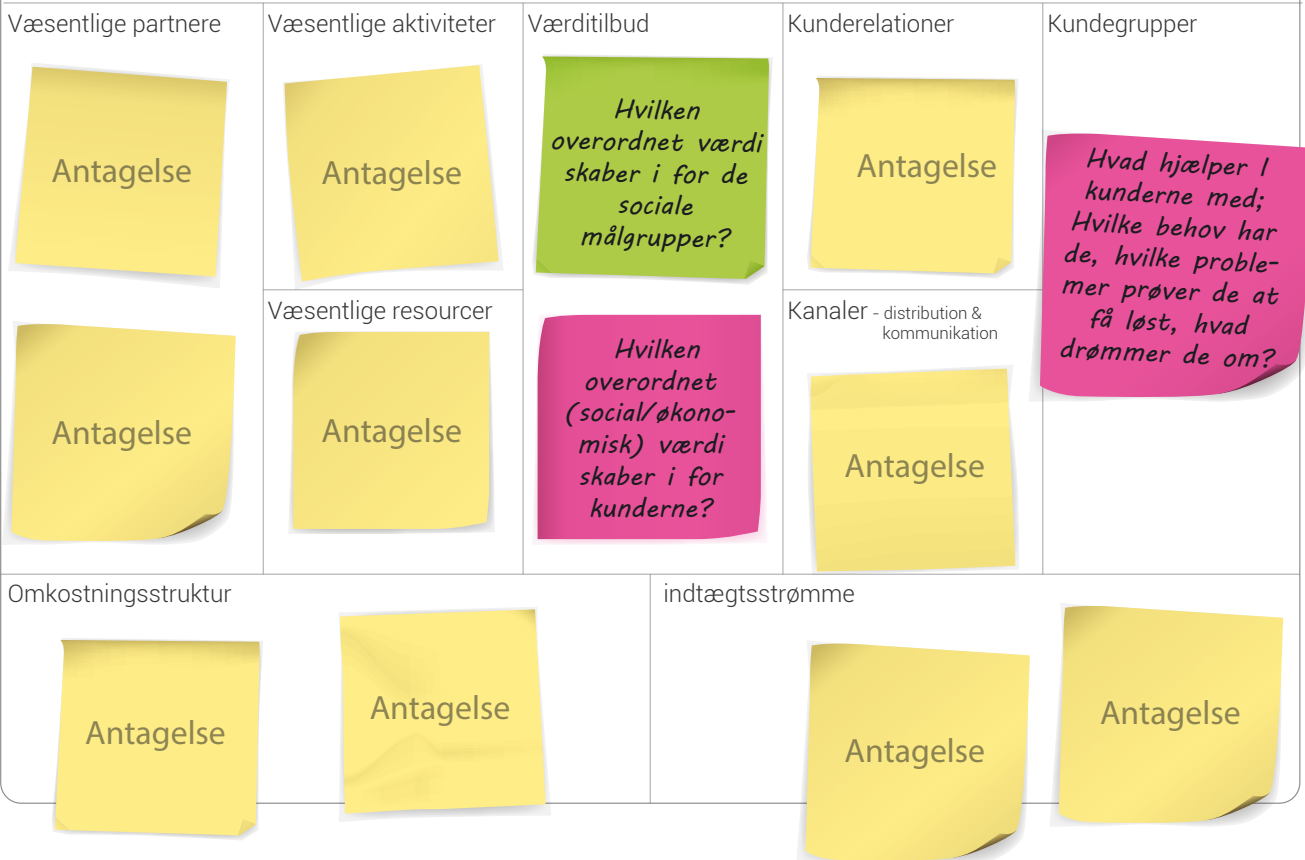 Væsentlige partnere
Antagelse
Antagelse
Væsentlige aktiviteter
Antagelse
Væsentlige resourcer
Antagelse
Værditilbud
Hvilken
overordnet værdi
skaber i for de
sociale
målgrupper?
Hvilken
overordnet
(social/økono-
misk) værdi
skaber i for
kunderne?
Kunderelationer
Antagelse
Kanaler - distribution &
kommunikation
Antagelse
Kundegrupper
Hvad hjælper I
kunderne med;
Hvilke behov har
de, hvilke proble-
mer prøver de at
få løst, hvad
drømmer de om?
Omkostningsstruktur
Antagelse
Antagelse
indtægtsstrømme
Antagelse
Antagelse